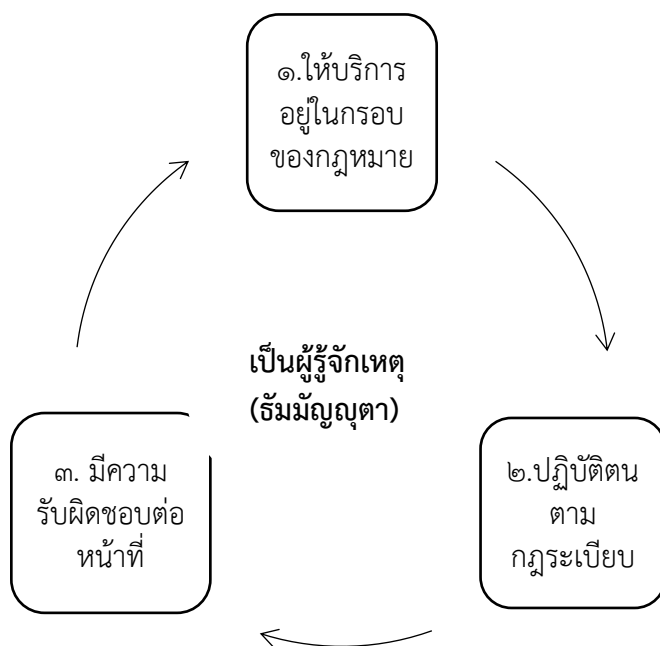 ๑.ให้บริการ
อยู่ในกรอบ
ของกฎหมาย
เป็นผู้รู้จักเหตุ
(ธัมมัญญุตา)
๓. มีความ
รับผิดชอบต่อ
หน้าที่
๒.ปฏิบัติตน
ตาม
กฎระเบียบ